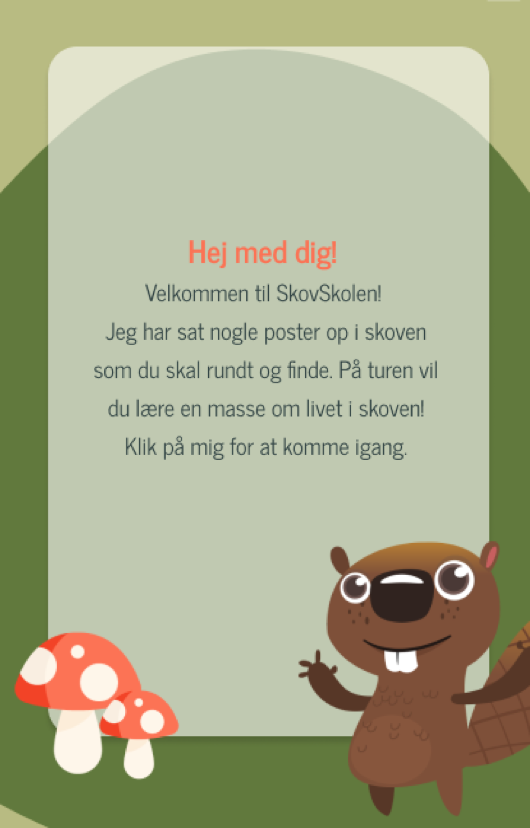 Hej med dig!
Velkommen til SkovSkolen!
Jeg har sat nogle poster op i skoven
som du skal rundt og finde. På turen vil
du lære en masse om livet i skoven!
Klik på mig for at komme igang.